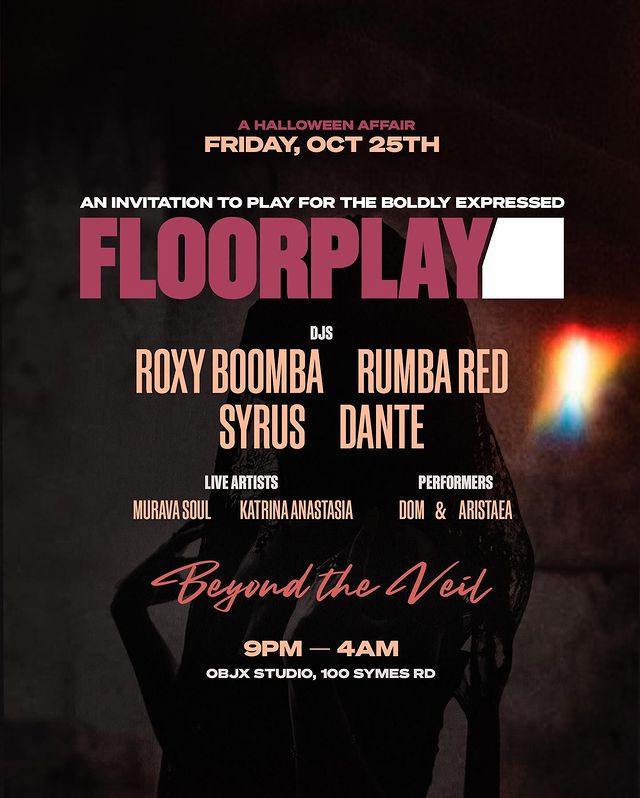 A HALLOWEEN AFFAIR
FRIDAY, OCT 25TH
AN INVITATION TO PLAY FOR THE BOLDLY EXPRESSED
FLOORPLAY
DJS
ROXY BOOMBA RUMBA RED
SYRUS DANTE
LIVE ARTISTS PERFORMERS
MURAVA SOUL KATRINA ANASTASIA DOM & ARISTAEA
Beyond the Veil
9PM — 4AM
OBJX STUDIO, 100 SYMES RD